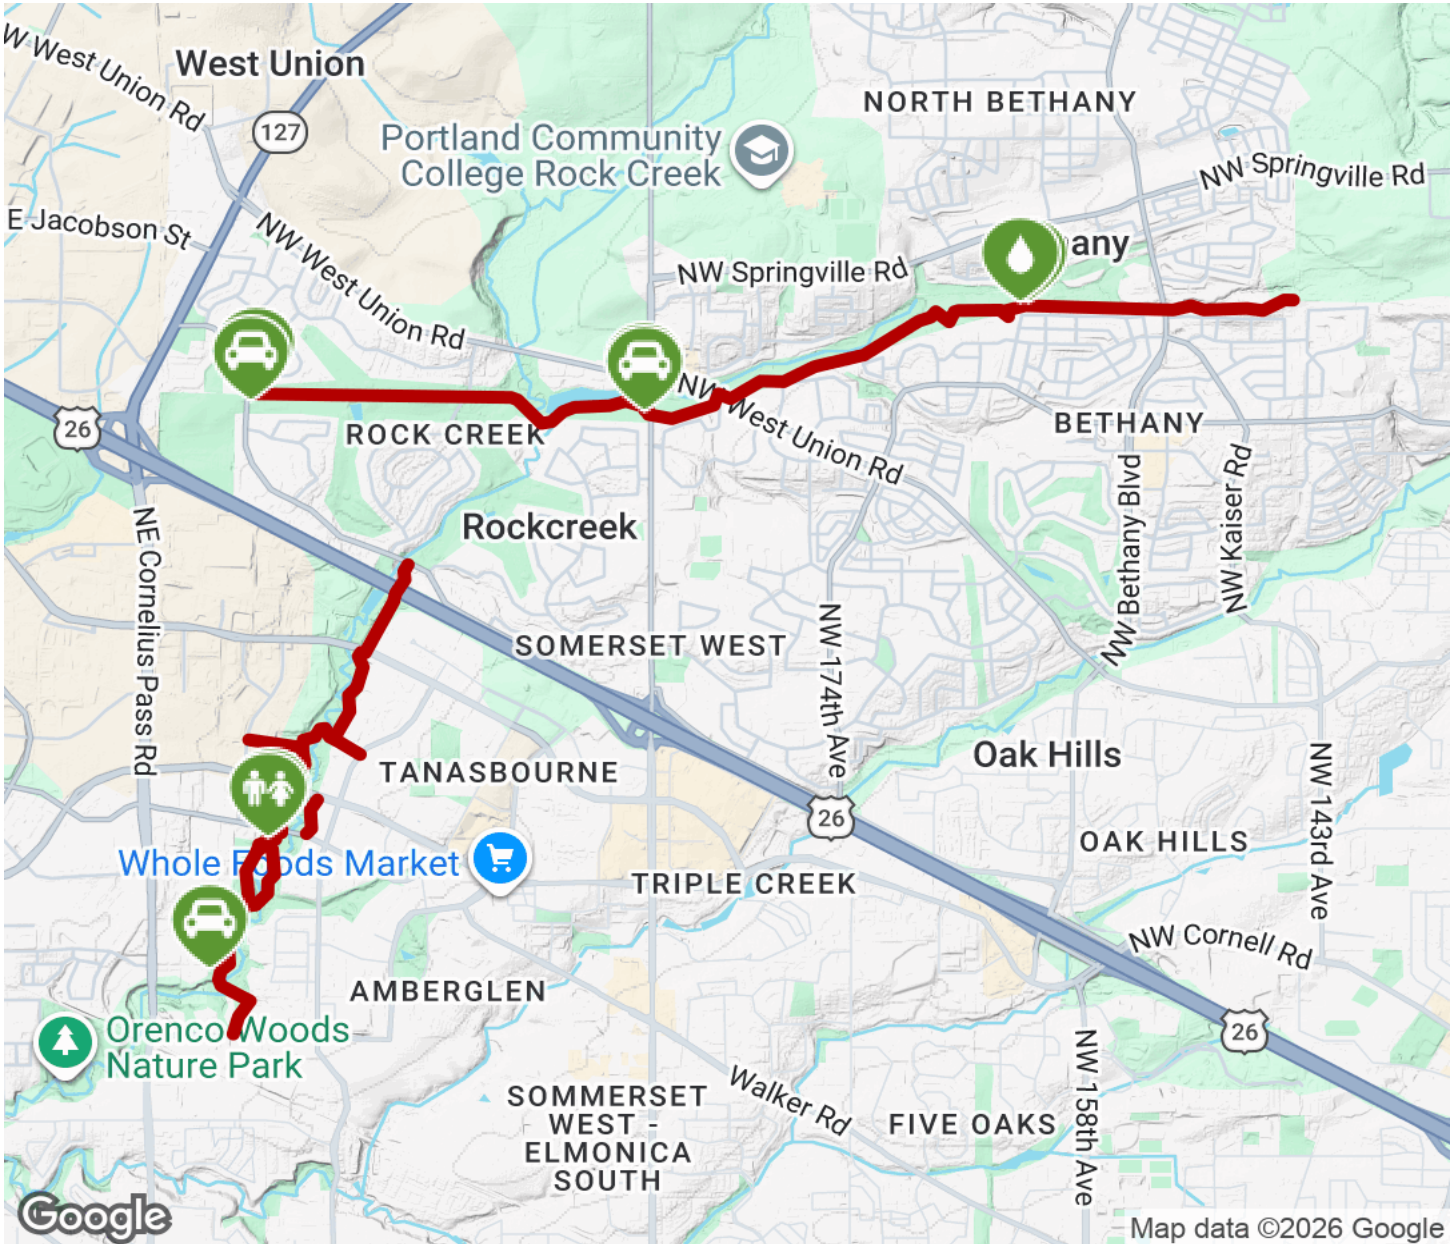 W West Union Rd
West Union
127
NORTH BETHANY
Portland Community
College Rock Creek
NW Springville Rd
E Jacobson St
NW West Union Rd
any
NW Springville Rd
NW West Union Rd
26
ROCK CREEK
BETHANY
NW Bethany Blvd
NW Kaiser Rd
Rockcreek
NE Cornelius Pass Rd
SOMERSET WEST
NW 174th Ave
Oak Hills
NW 143rd Ave
TANASBOURNE
26
OAK HILLS
Whole Foods Market
TRIPLE CREEK
NW Cornell Rd
AMBERGLEN
26
Orenco Woods
Nature Park
NW 158th Ave
Walker Rd
SOMMERSET
WEST -
ELMONICA
SOUTH
FIVE OAKS
Google
Map data ©2026 Google